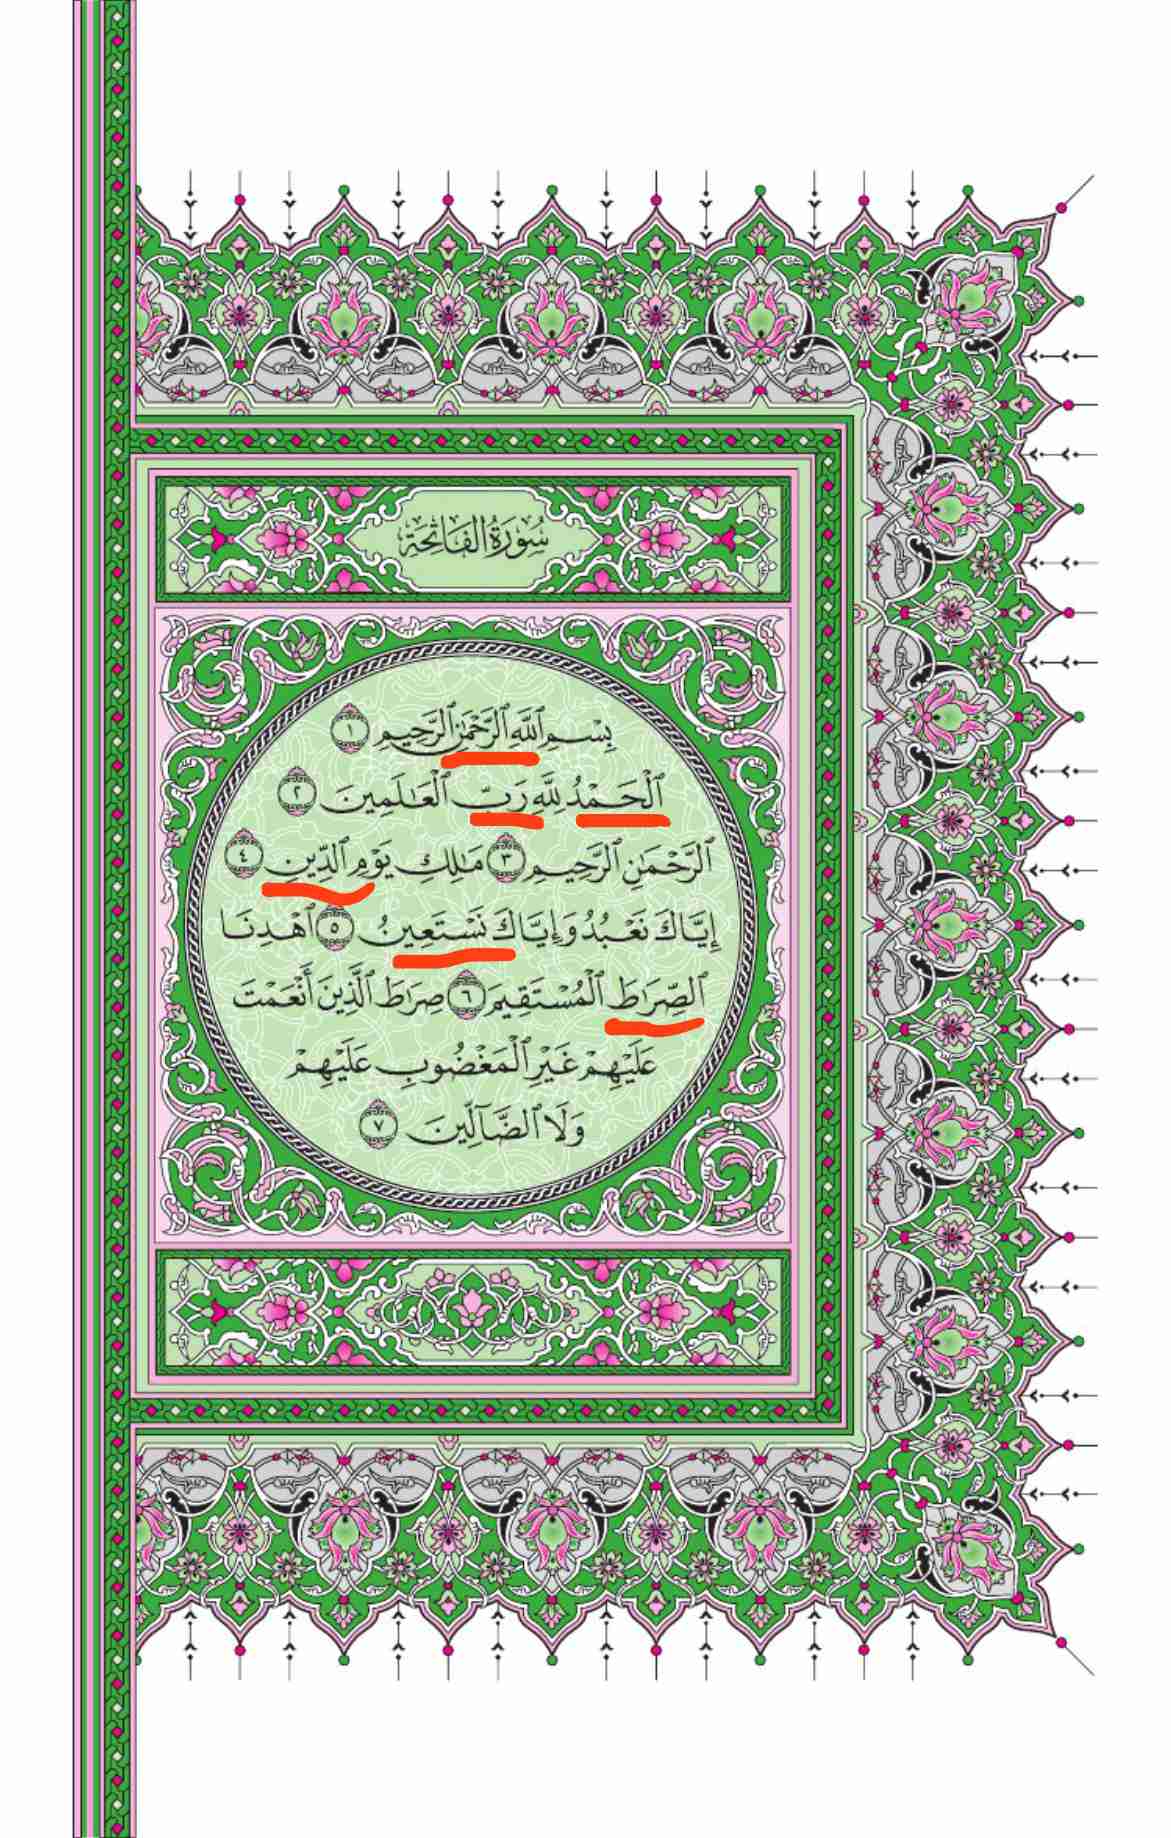 سُورَةُ الفَاتِحَةِ
بِسْمِ ٱللَّهِ ٱلرَّحْمَٰنِ ٱلرَّحِيمِ ١
ٱلْحَمْدُ لِلَّهِ رَبِّ ٱلْعَٰلَمِينَ ٢
ٱلرَّحْمَٰنِ ٱلرَّحِيمِ ٣ مَٰلِكِ يَوْمِ ٱلدِّينِ ٤
إِيَّاكَ نَعْبُدُ وَإِيَّاكَ نَسْتَعِينُ ٥ ٱهْدِنَا
ٱلصِّرَٰطَ ٱلْمُسْتَقِيمَ ٦ صِرَٰطَ ٱلَّذِينَ أَنْعَمْتَ
عَلَيْهِمْ غَيْرِ ٱلْمَغْضُوبِ عَلَيْهِمْ
وَلَا ٱلضَّآلِّينَ ٧